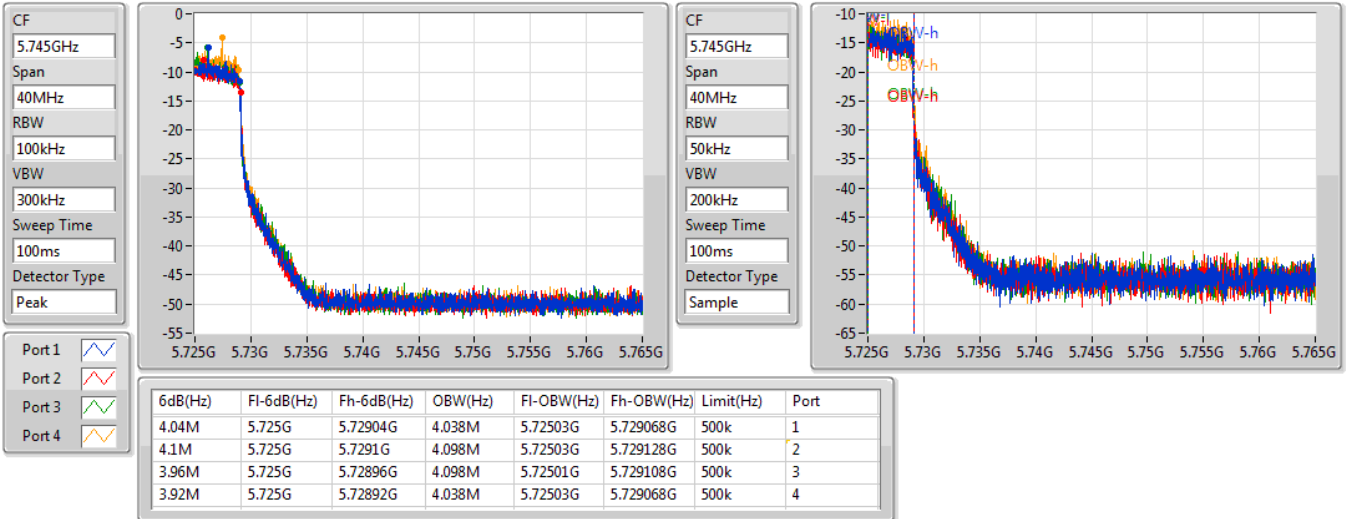 CF
5.745GHz
Span
40MHz
RBW
100kHz
VBW
300kHz
Sweep Time
100ms
Detector Type
Peak
0
-5
-10
-15
-20
-25
-30
-35
-40
-45
-50
-55
5.725G 5.73G 5.735G 5.74G 5.745G 5.75G 5.755G 5.76G 5.765G
CF
5.745GHz
Span
40MHz
RBW
50kHz
VBW
200kHz
Sweep Time
100ms
Detector Type
Sample
-10
-15
-20
-25
-30
-35
-40
-45
-50
-55
-60
-65
OBW-h
OBW-h
OBW-h
5.725G 5.73G 5.735G 5.74G 5.745G 5.75G 5.755G 5.76G 5.765G
Port 1
Port 2
Port 3
Port 4
6dB(Hz) Fl-6dB(Hz) Fh-6dB(Hz) OBW(Hz) Fl-OBW(Hz) Fh-OBW(Hz) Limit(Hz) Port
4.04M 5.725G 5.72904G 4.038M 5.72503G 5.729068G 500k 1
4.1M 5.725G 5.7291G 4.098M 5.72503G 5.729128G 500k 2
3.96M 5.725G 5.72896G 4.098M 5.72501G 5.729108G 500k 3
3.92M 5.725G 5.72892G 4.038M 5.72503G 5.729068G 500k 4